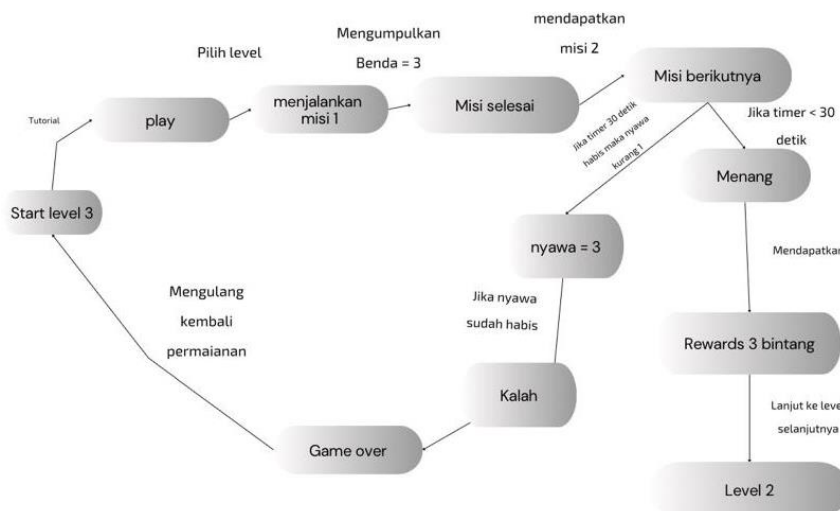 mendapatkan
misi 2
Mengumpulkan
Benda = 3
Pilih level
Misi berikutnya
menjalankan
misi 1
Misi selesai
play
Tutorial
Jika timer 30 detik
habis maka nyawa
kurang 1
Jika timer < 30
detik
Menang
Start level 3
nyawa = 3
Mendapatkan
Mengulang
kembali
permaianan
Jika nyawa
sudah habis
Rewards 3 bintang
Kalah
Lanjut ke leve
selanjutnya
Game over
Level 2